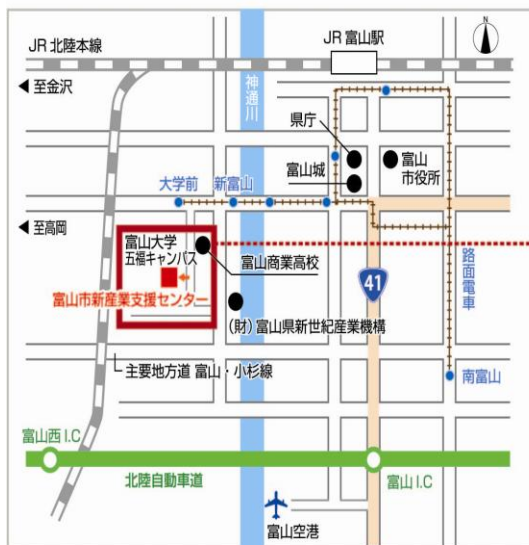 N
JR 北陸本線
JR 富山駅
至金沢
神通川
県庁
富山城
富山
市役所
大学前
新富山
至高岡
富山大学
五福キャンパス
富山商業高校
富山市新産業支援センター
41
路面電車
(財)富山県新世紀産業機構
主要地方道 富山・小杉線
南富山
富山西 I.C
北陸自動車道
富山 I.C
富山空港